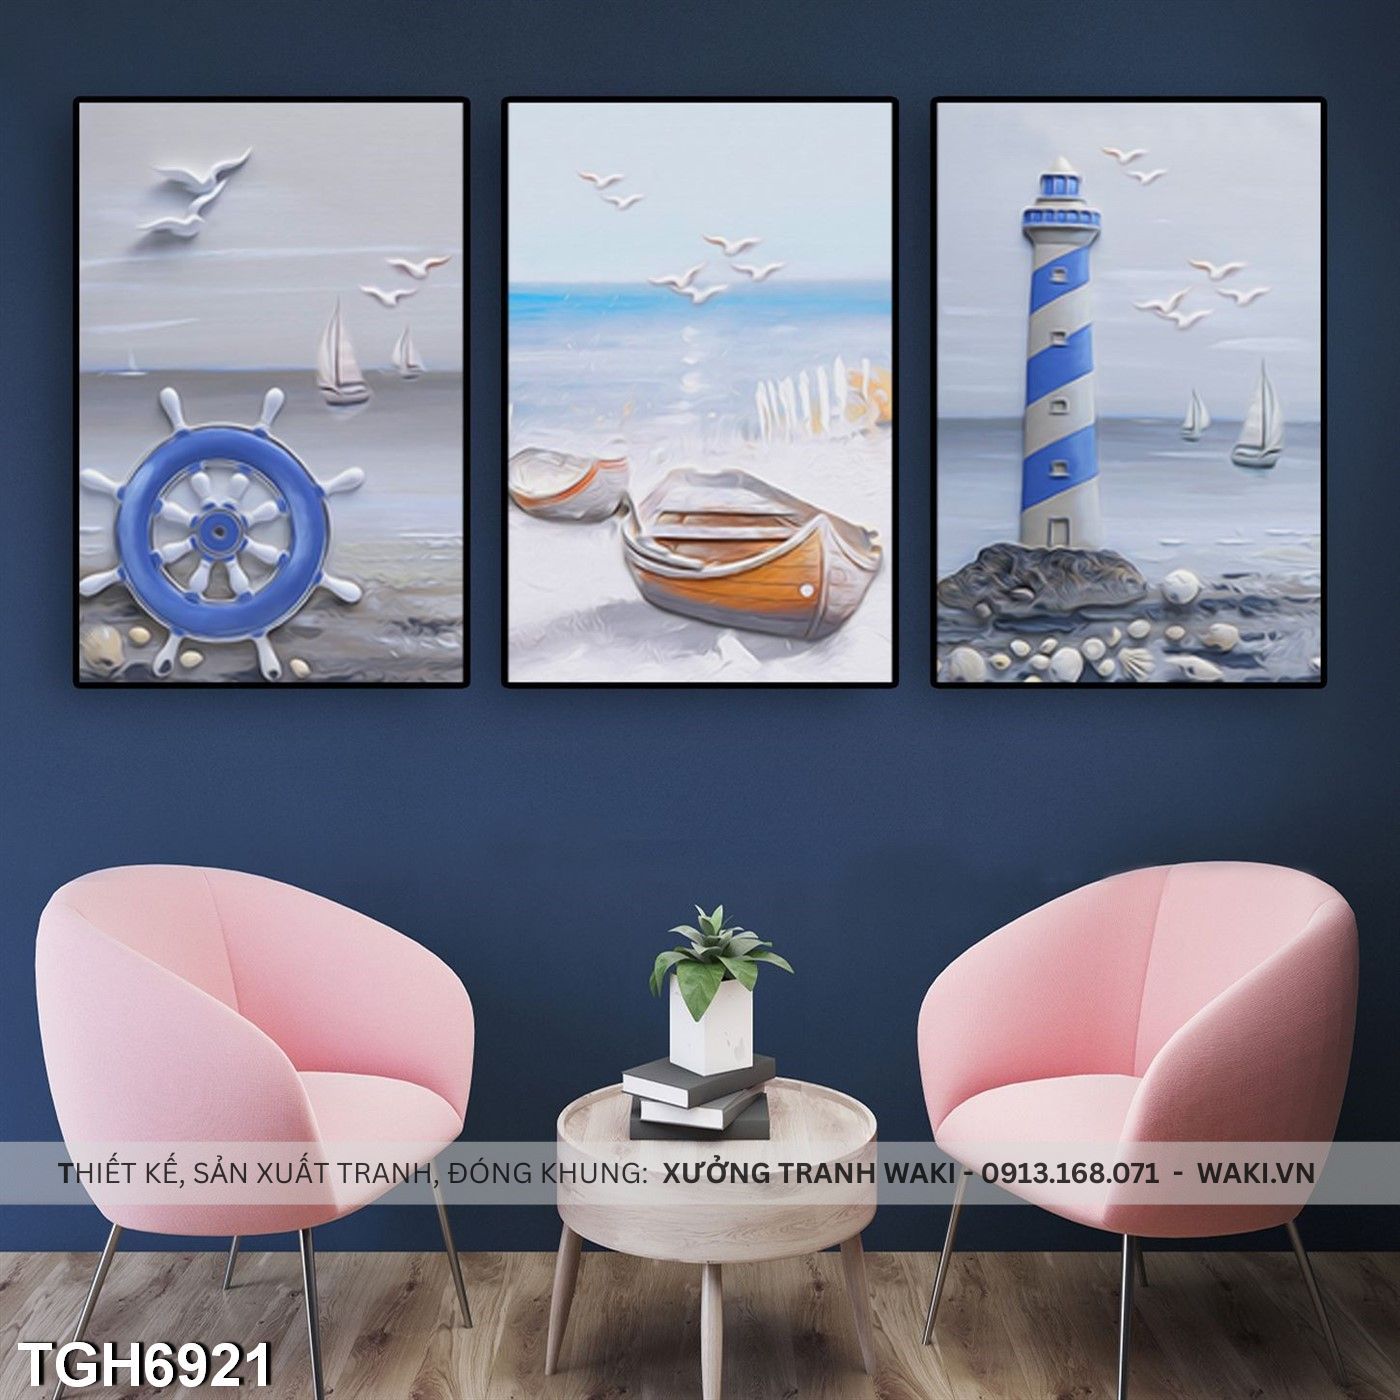 THIẾT KẾ, SẢN XUẤT TRANH, ĐÓNG KHUNG: XƯỞNG TRANH WAKI - 0913.168.071 - WAKI.VN
TGH6921